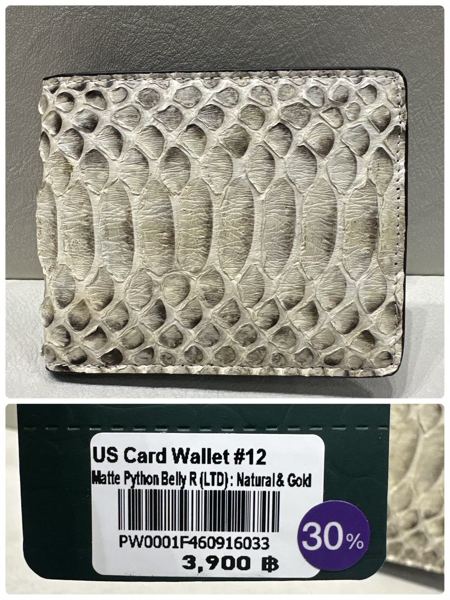 US Card Wallet #12
Matte Python Belly R (LTD) : Natural & Gold
PW0001F460916033
3,900 ฿
30%